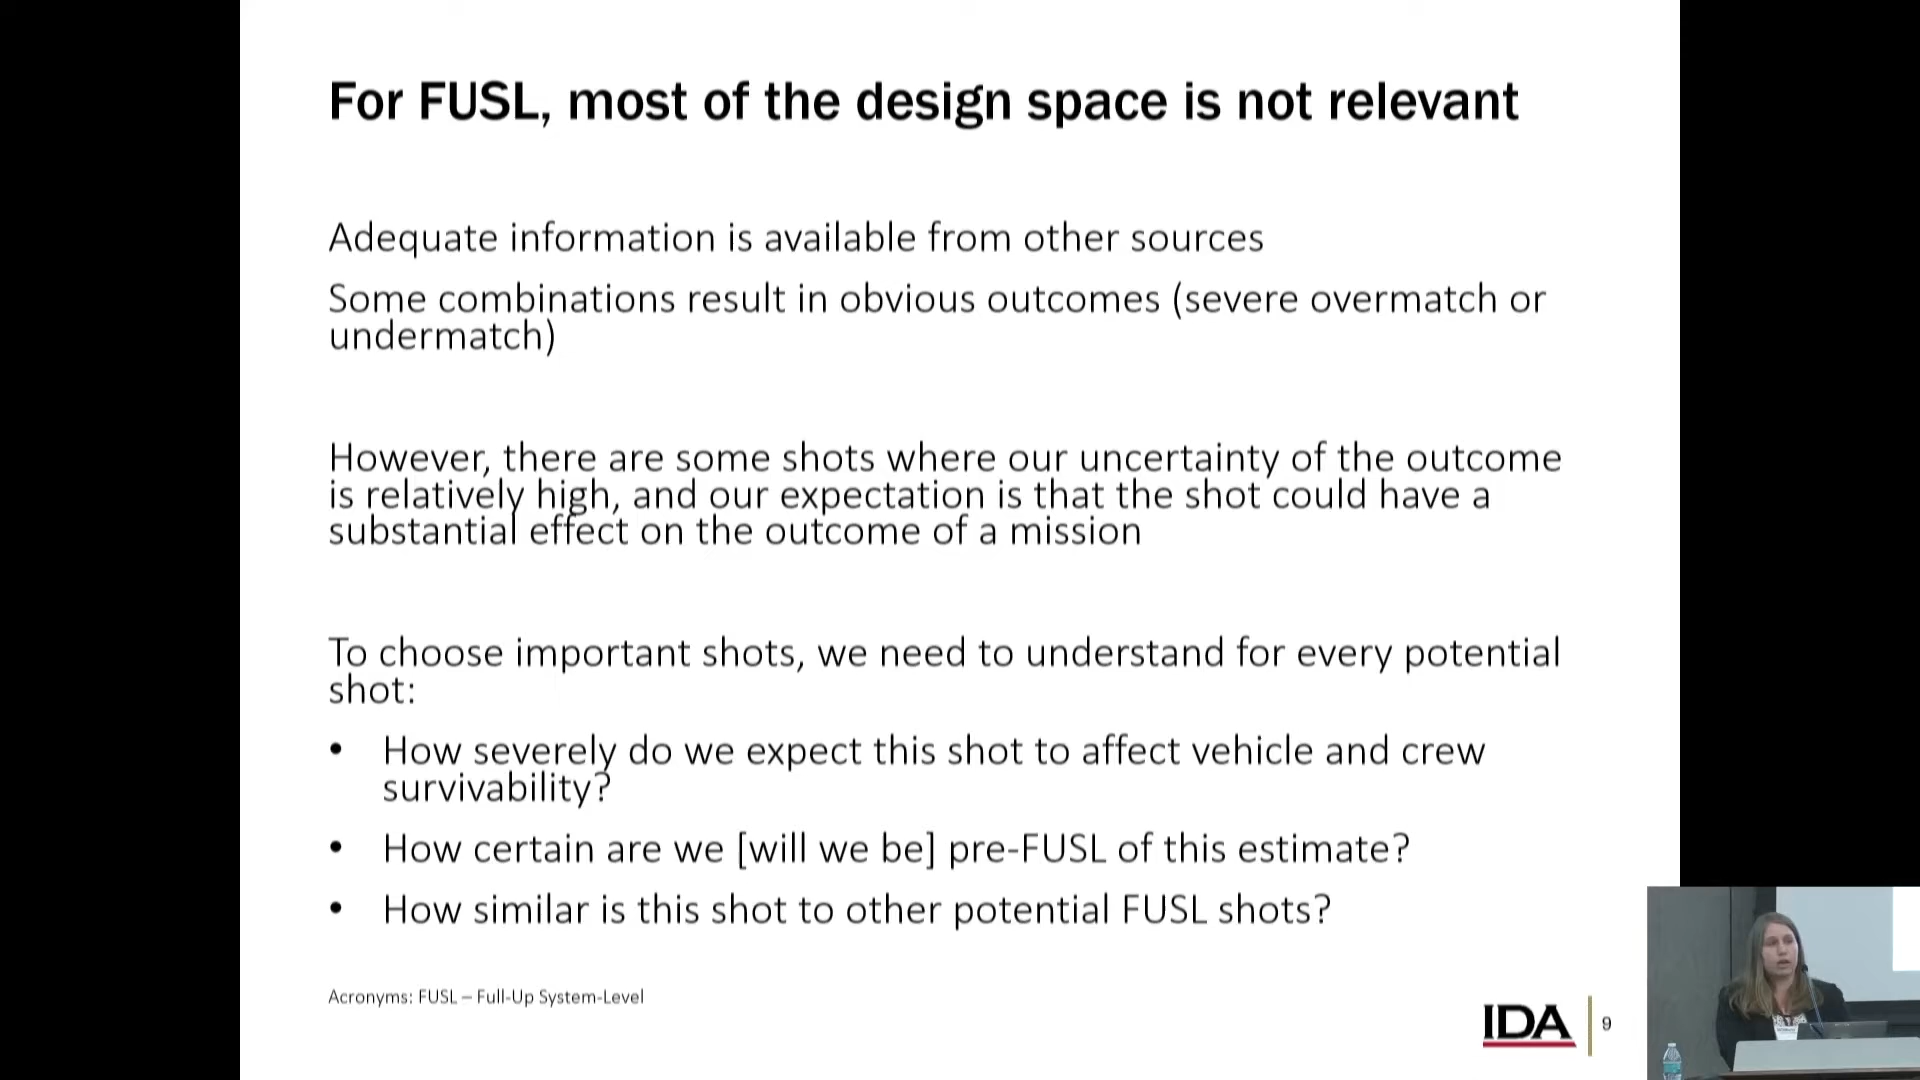 For FUSL, most of the design space is not relevant
Adequate information is available from other sources
Some combinations result in obvious outcomes (severe overmatch or
undermatch)
However, there are some shots where our uncertainty of the outcome
is relatively high, and our expectation is that the shot could have a
substantial effect on the outcome of a mission
To choose important shots, we need to understand for every potential
shot:
• How severely do we expect this shot to affect vehicle and crew
survivability?
• How certain are we [will we be] pre-FUSL of this estimate?
• How similar is this shot to other potential FUSL shots?
Acronyms: FUSL – Full-Up System-Level
IDA
9